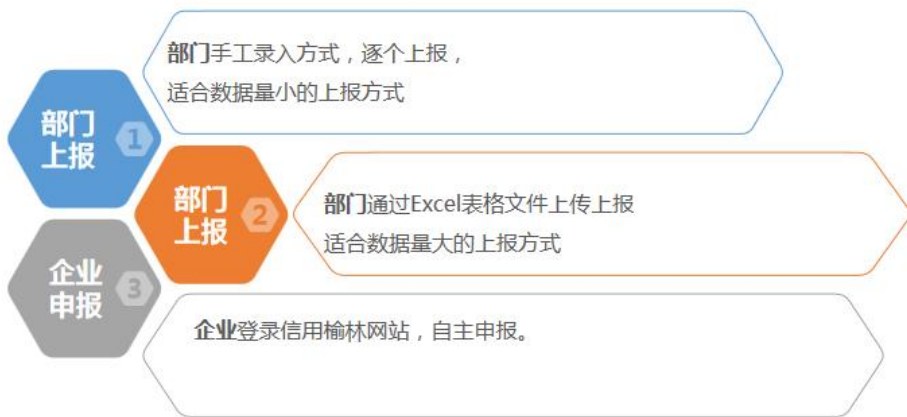 部门
上报
1
部门手工录入方式，逐个上报，
适合数据量小的上报方式
部门
上报
2
部门通过Excel表格文件上传上报
适合数据量大的上报方式
企业
申报
3
企业登录信用榆林网站，自主申报。